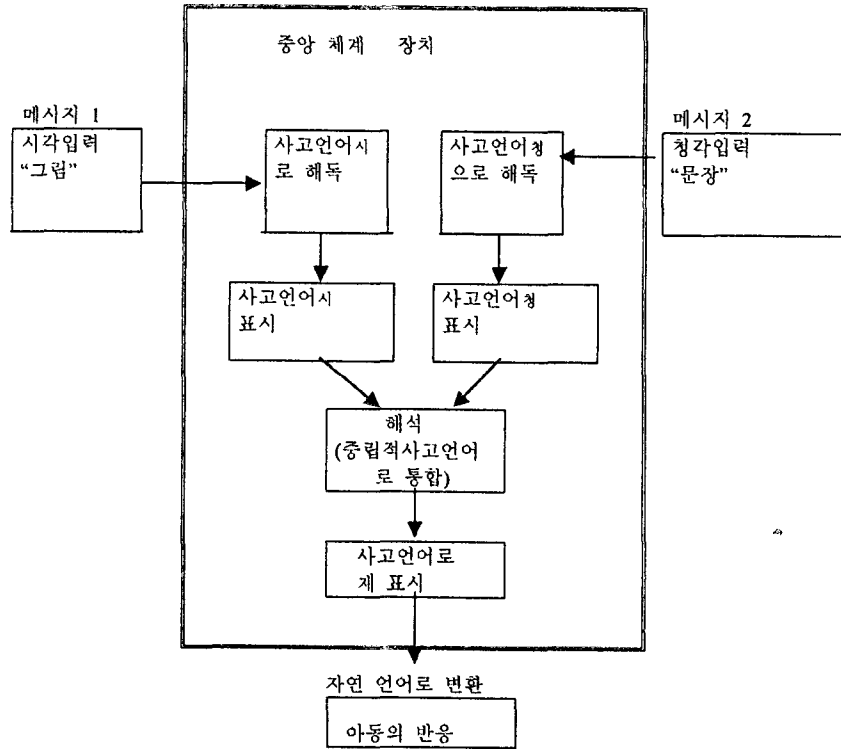 중앙 체계 장치
메시지 1
시각입력
“그림”
사고언어시
로 해독
사고언어청
으로 해독
메시지 2
청각입력
“문장”
사고언어시
표시
사고언어청
표시
해석
(중립적사고언어
로 통합)
사고언어로
재 표시
자연 언어로 변환
아동의 반응